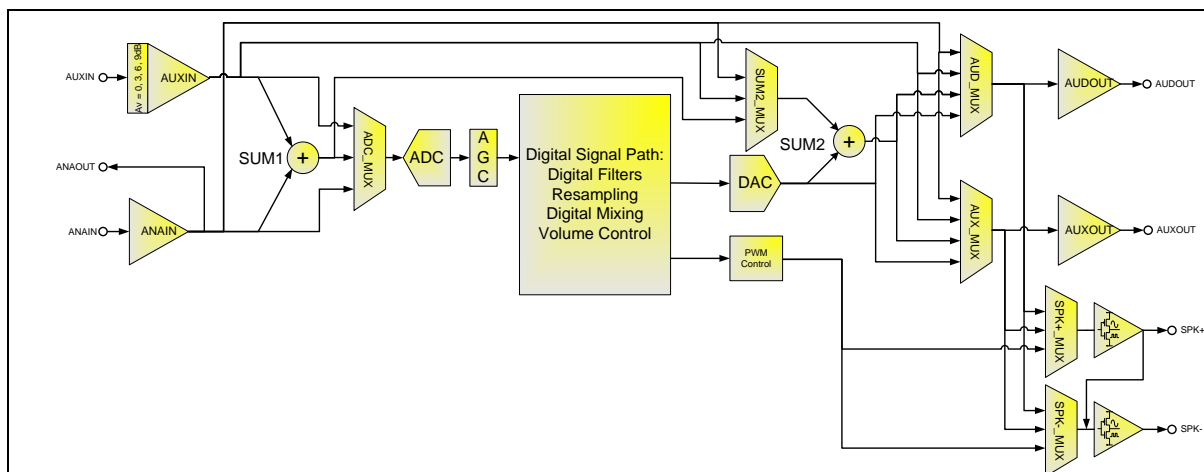 AUXIN
Av = 0, 3, 6, 9dB
AUXIN
ANAOUT
ANAIN
ANAIN
SUM1
+
ADC_MUX
ADC
AGC
Digital Signal Path:
Digital Filters
Resampling
Digital Mixing
Volume Control
SUM2_MUX
SUM2
+
DAC
PWM
Control
AUD_MUX
AUDOUT
AUDOUT
AUX_MUX
AUXOUT
AUXOUT
SPK+_MUX
SPK+
SPK-_MUX
SPK-